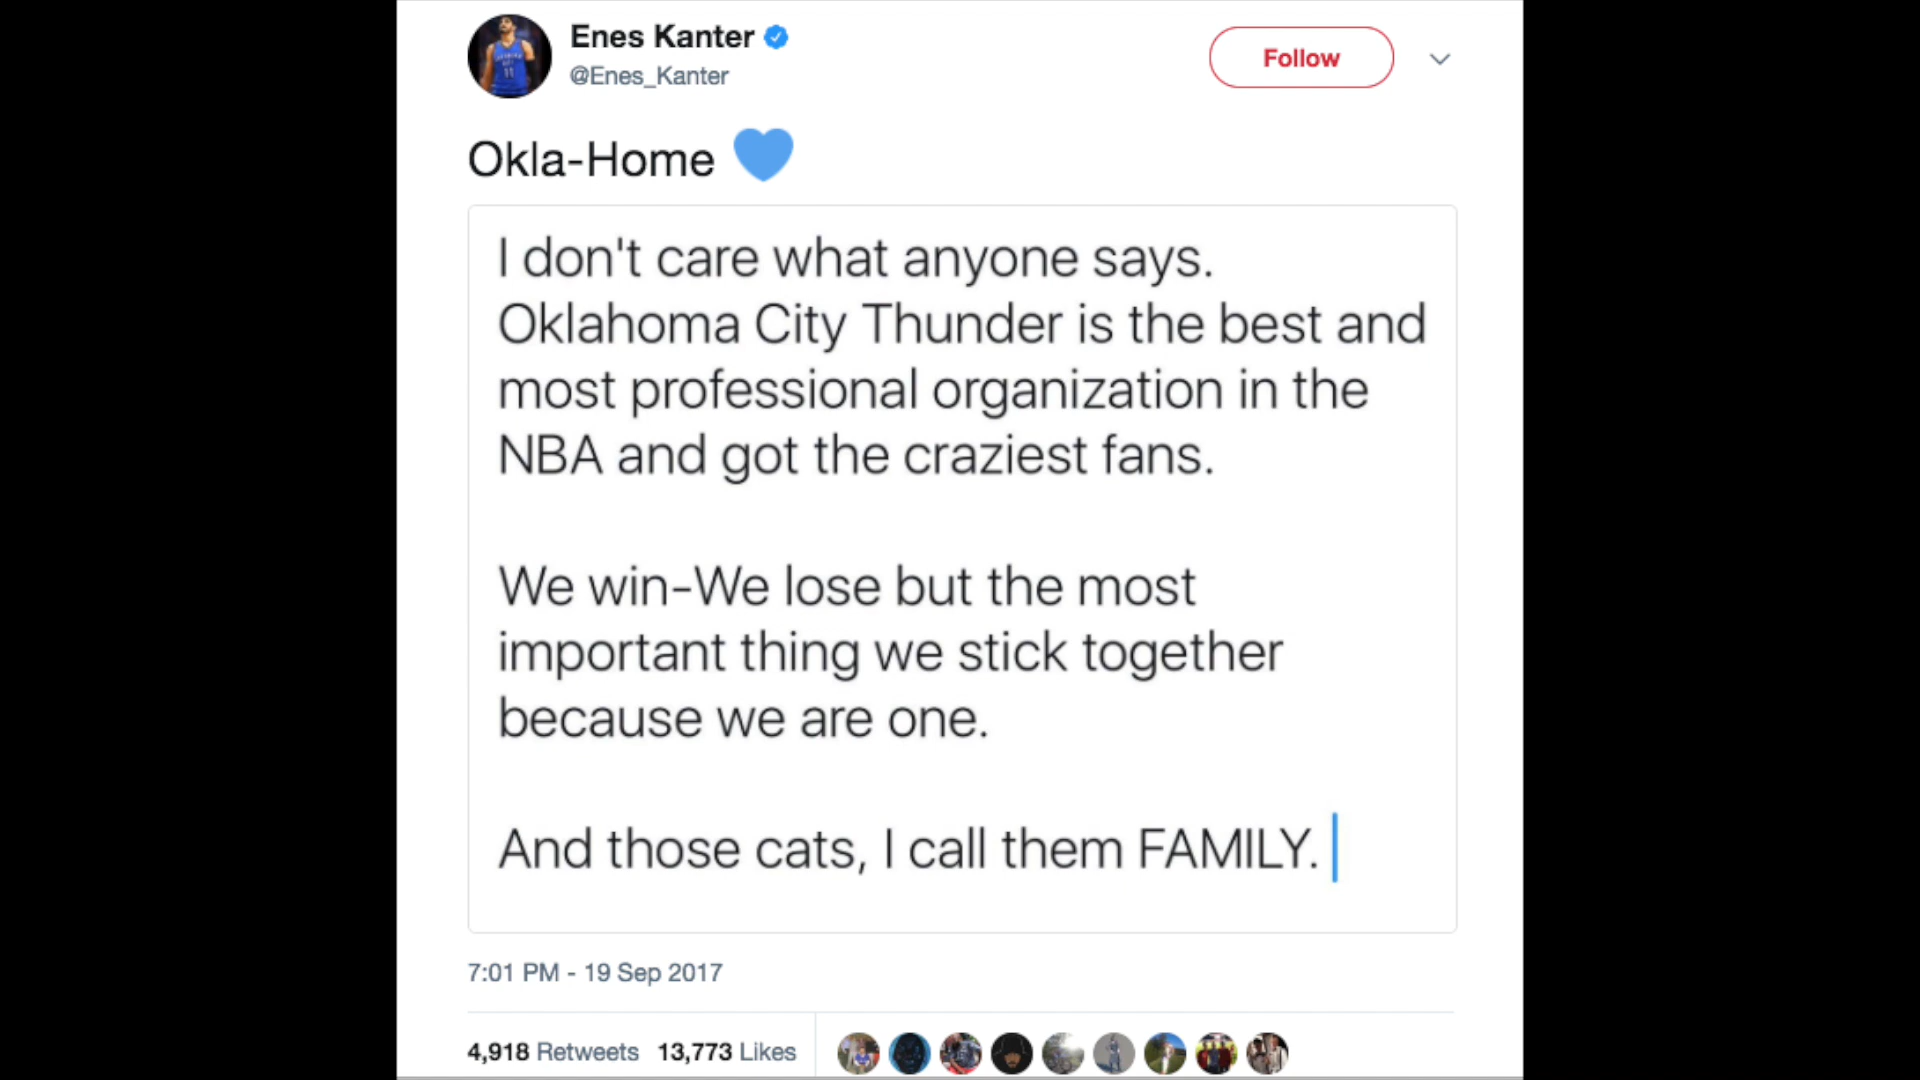 Enes Kanter
@Enes_Kanter
Follow
Okla-Home
I don't care what anyone says.
Oklahoma City Thunder is the best and
most professional organization in the
NBA and got the craziest fans.
We win-We lose but the most
important thing we stick together
because we are one.
And those cats, I call them FAMILY.
7:01 PM - 19 Sep 2017
4,918 Retweets 13,773 Likes